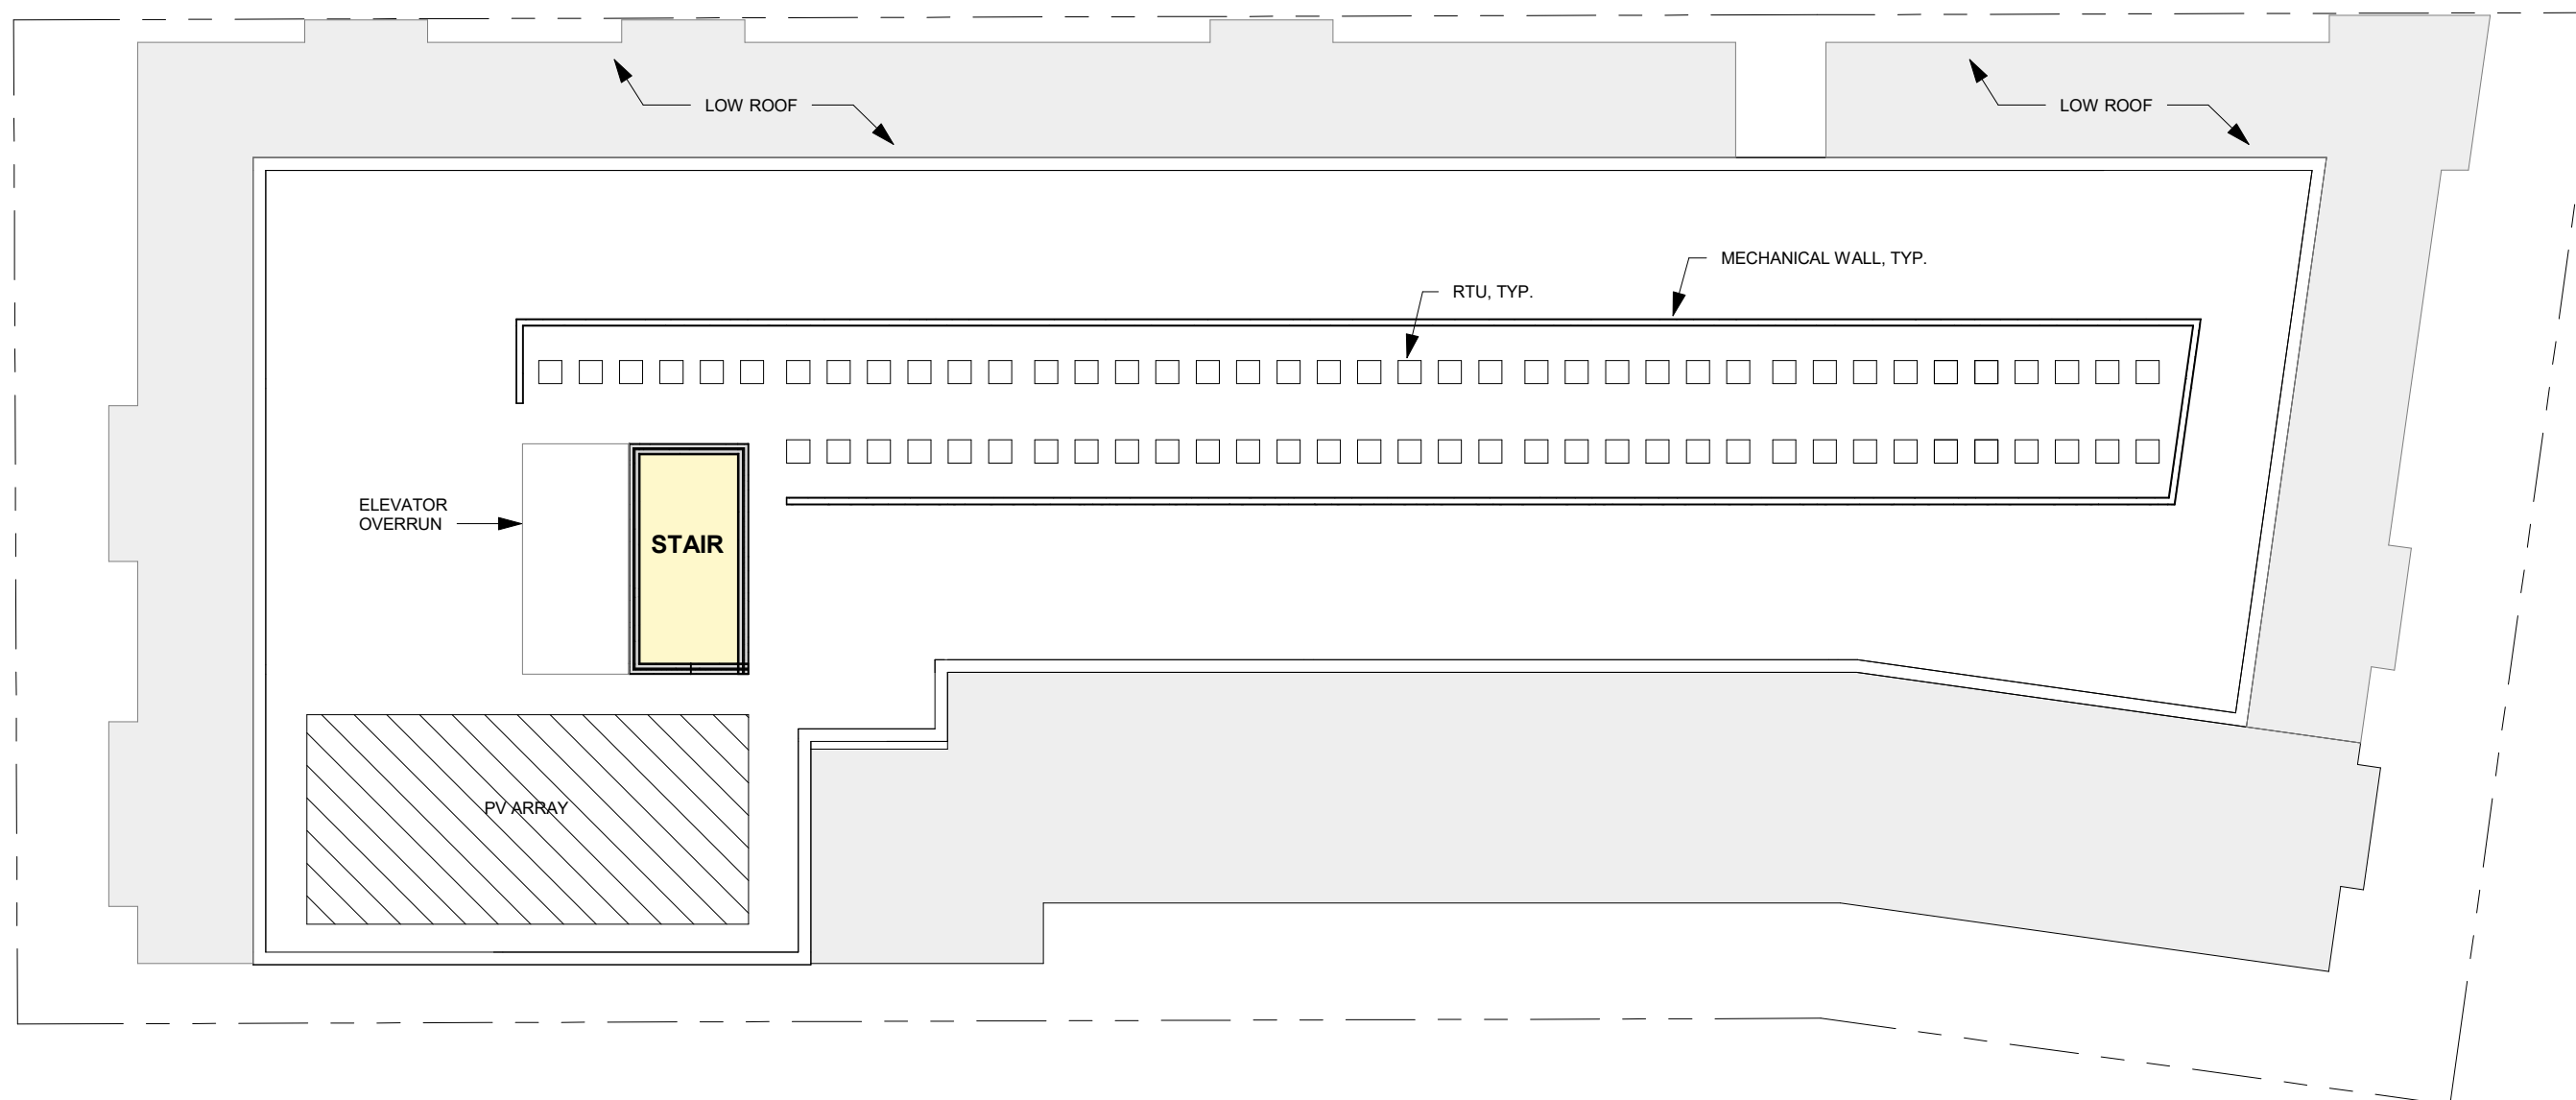 LOW ROOF
LOW ROOF
MECHANICAL WALL, TYP.
RTU, TYP.
ELEVATOR
OVERRUN
STAIR
PV ARRAY